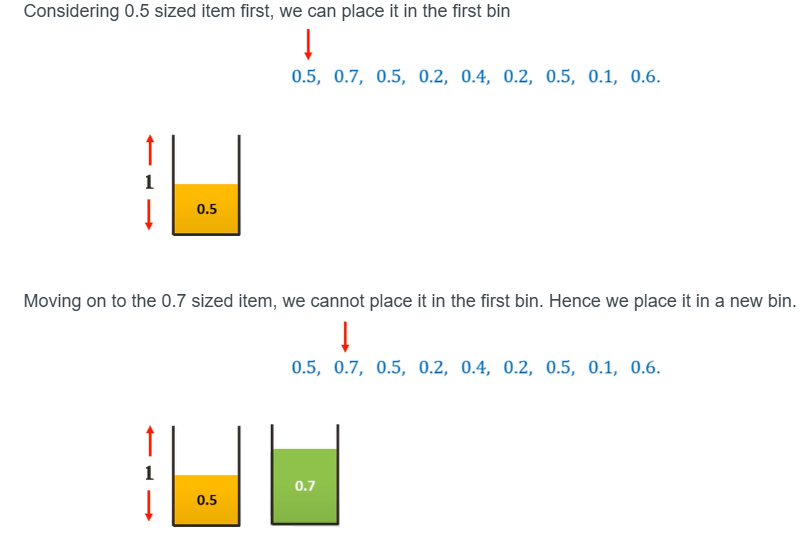 Considering 0.5 sized item first, we can place it in the first bin
0.5, 0.7, 0.5, 0.2, 0.4, 0.2, 0.5, 0.1, 0.6.
1
0.5
Moving on to the 0.7 sized item, we cannot place it in the first bin. Hence we place it in a new bin.
0.5, 0.7, 0.5, 0.2, 0.4, 0.2, 0.5, 0.1, 0.6.
1
0.5
0.7